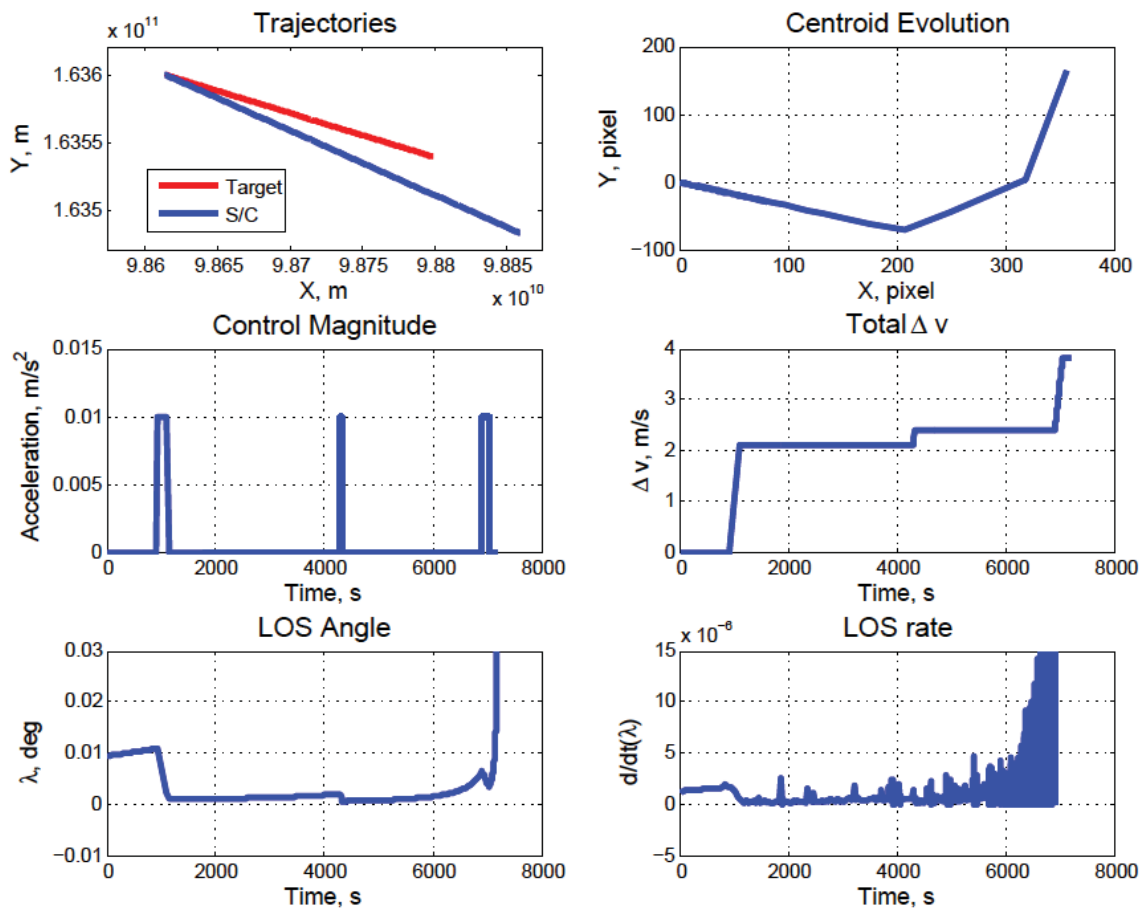 Trajectories
x 10^11
1.636
1.6355
1.635
Y, m
Target
S/C
9.86 9.865 9.87 9.875 9.88 9.885
X, m
x 10^10
Centroid Evolution
200
100
0
−100
Y, pixel
0 100 200 300 400
X, pixel
Control Magnitude
0.015
0.01
0.005
0
Acceleration, m/s²
0 2000 4000 6000 8000
Time, s
Total Δ v
4
3
2
1
0
Δ v, m/s
0 2000 4000 6000 8000
Time, s
LOS Angle
0.03
0.02
0.01
0
−0.01
λ, deg
0 2000 4000 6000 8000
Time, s
LOS rate
x 10^−6
15
10
5
0
−5
d/dt(λ)
0 2000 4000 6000 8000
Time, s